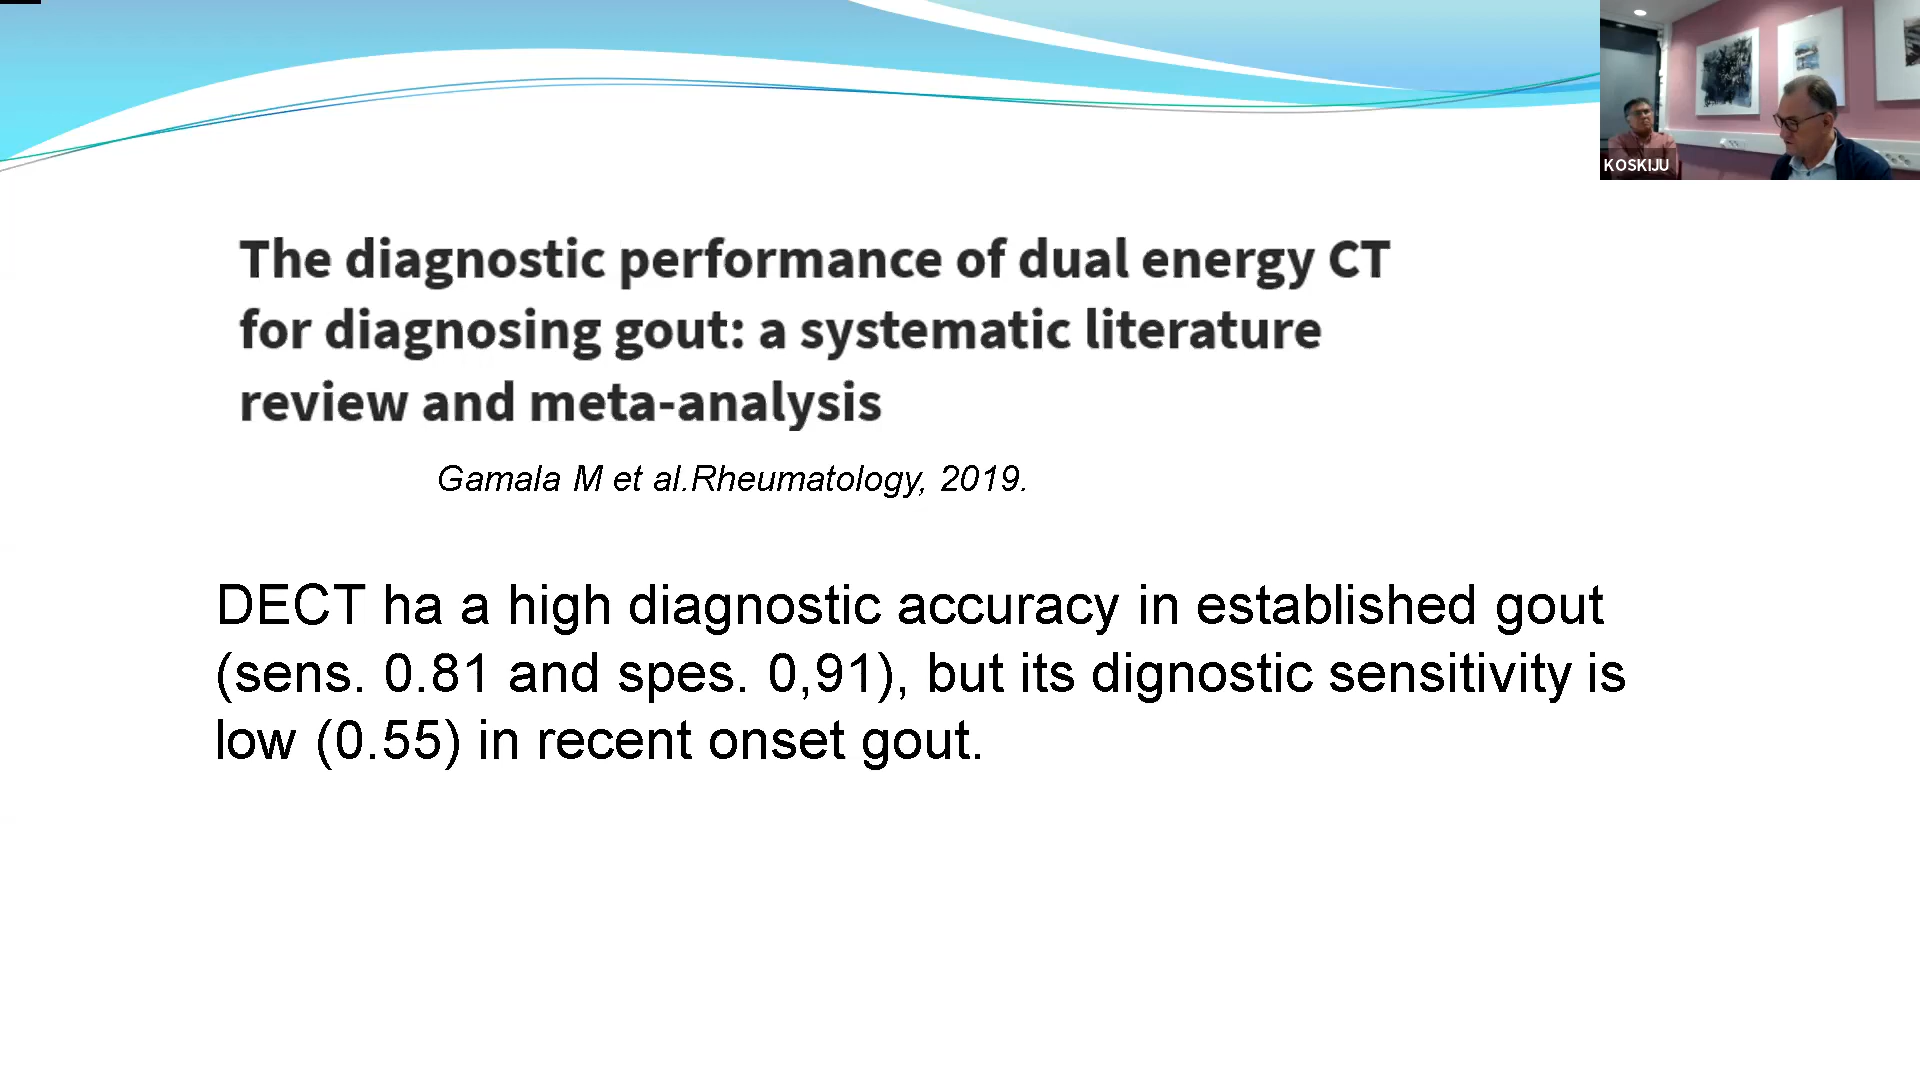 KOSKIJU
The diagnostic performance of dual energy CT
for diagnosing gout: a systematic literature
review and meta-analysis
Gamala M et al.Rheumatology, 2019.
DECT ha a high diagnostic accuracy in established gout
(sens. 0.81 and spes. 0,91), but its dignostic sensitivity is
low (0.55) in recent onset gout.